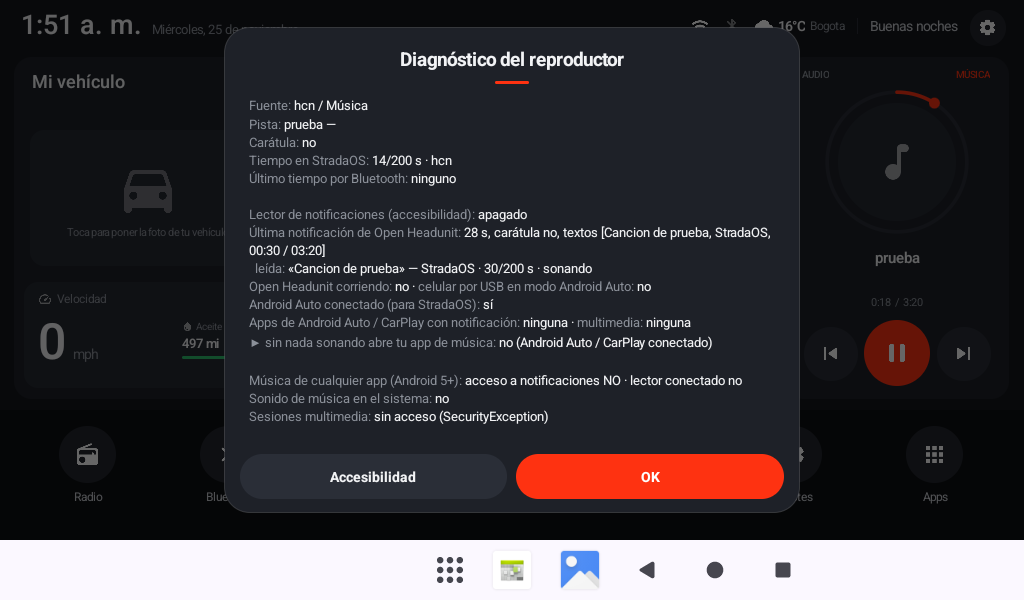 1:51 a. m.
Miércoles, 25 de noviembre
16°C Bogota
Buenas noches
Mi vehículo
Diagnóstico del reproductor
AUDIO
MÚSICA
Fuente: hcn / Música
Pista: prueba —
Carátula: no
Tiempo en StradaOS: 14/200 s · hcn
Último tiempo por Bluetooth: ninguno
Lector de notificaciones (accesibilidad): apagado
Última notificación de Open Headunit: 28 s, carátula no, textos [Cancion de prueba, StradaOS,
00:30 / 03:20]
leída: «Cancion de prueba» — StradaOS · 30/200 s · sonando
Open Headunit corriendo: no · celular por USB en modo Android Auto: no
Android Auto conectado (para StradaOS): sí
Apps de Android Auto / CarPlay con notificación: ninguna · multimedia: ninguna
► sin nada sonando abre tu app de música: no (Android Auto / CarPlay conectado)
Música de cualquier app (Android 5+): acceso a notificaciones NO · lector conectado no
Sonido de música en el sistema: no
Sesiones multimedia: sin acceso (SecurityException)
Accesibilidad
OK
Toca para poner la foto de tu vehícul
Velocidad
0 mph
Aceite
497 mi
prueba
0:18 / 3:20
Radio
Blue
tes
Apps